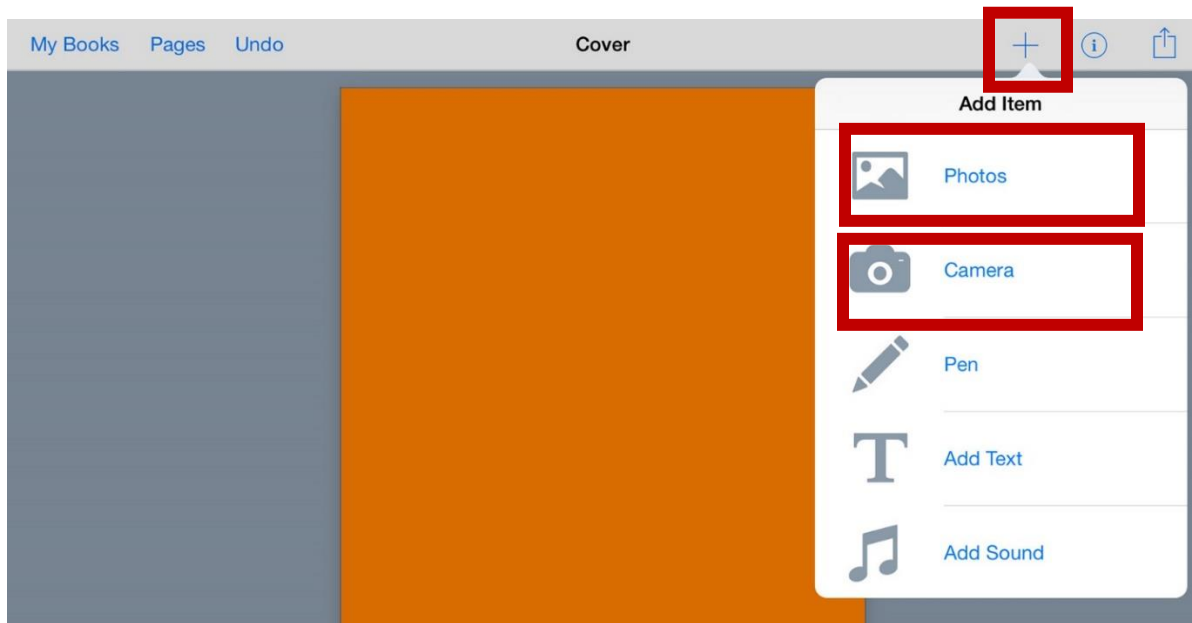 My Books Pages Undo Cover
Add Item
Photos
Camera
Pen
Add Text
Add Sound